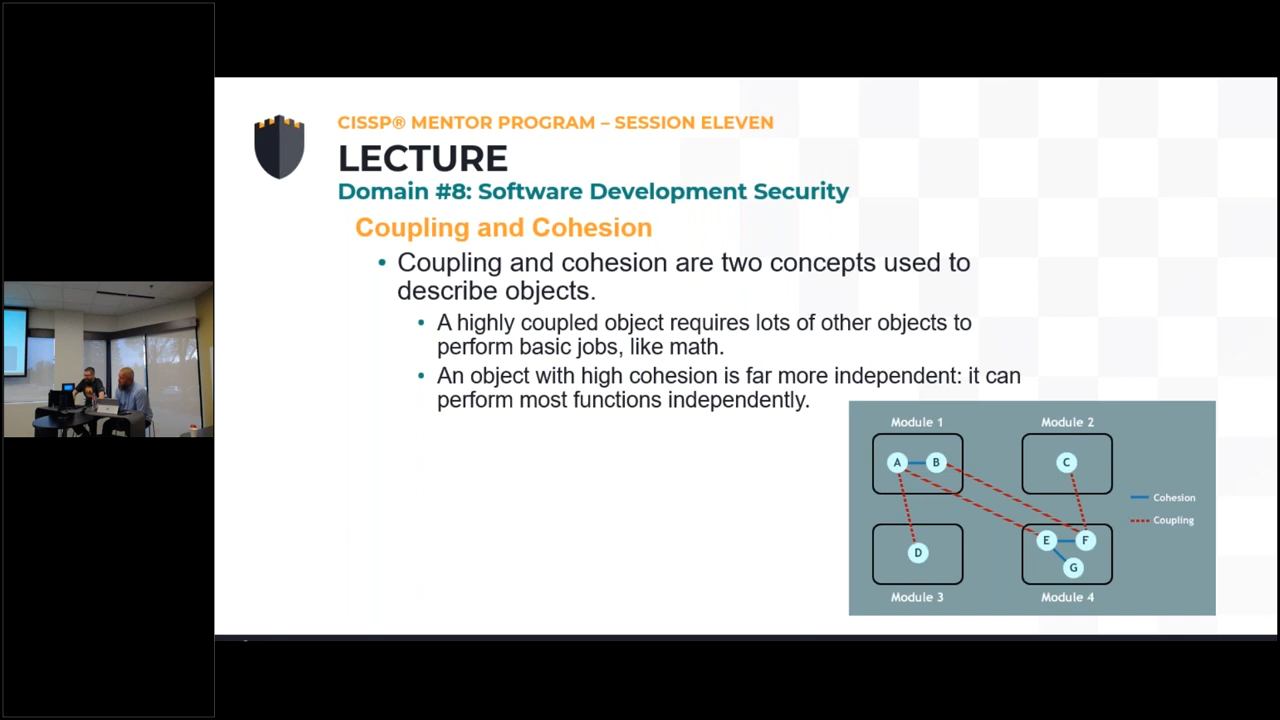 CISSP® MENTOR PROGRAM – SESSION ELEVEN
LECTURE
Domain #8: Software Development Security
Coupling and Cohesion
• Coupling and cohesion are two concepts used to
describe objects.
• A highly coupled object requires lots of other objects to
perform basic jobs, like math.
• An object with high cohesion is far more independent: it can
perform most functions independently.
Module 1
Module 2
A
B
C
Cohesion
Coupling
D
E
F
G
Module 3
Module 4